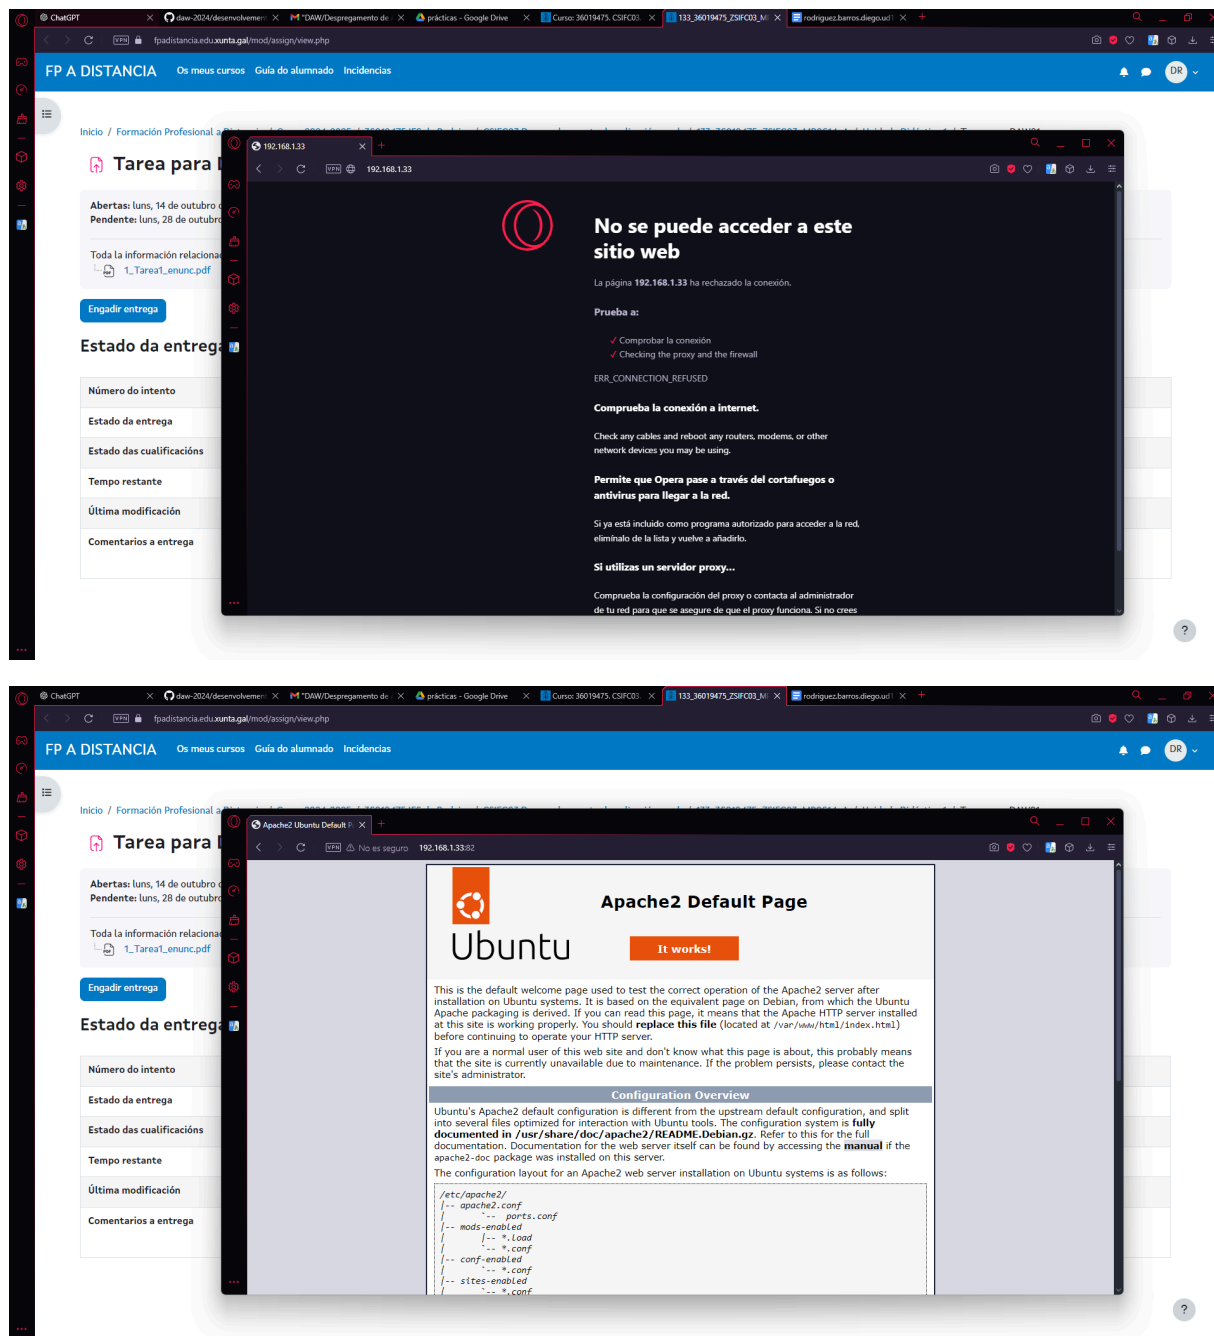 ChatGPT
daw-2024/desenvolvemen
M "DAW/Despregamento de
prácticas - Google Drive
Curso: 36019475. CSIFC03.
133_36019475_ZSIFC03_M
rodriguez.barros.diego.ud1
VPN
fpadistancia.edu.xunta.gal/mod/assign/view.php
FP A DISTANCIA
Os meus cursos
Guía do alumnado
Incidencias
DR
Inicio / Formación Profesional a
Tarea para
Abertas: luns, 14 de outubro
Pendente: luns, 28 de outubro
Toda la información relaciona
1_Tarea1_enunc.pdf
Engadir entrega
Estado da entrega
Número do intento
Estado da entrega
Estado das cualificacións
Tempo restante
Última modificación
Comentarios a entrega
192.168.1.33
VPN
192.168.1.33
No se puede acceder a este
sitio web
La página 192.168.1.33 ha rechazado la conexión.
Prueba a:
✓ Comprobar la conexión
✓ Checking the proxy and the firewall
ERR_CONNECTION_REFUSED
Comprueba la conexión a internet.
Check any cables and reboot any routers, modems, or other
network devices you may be using.
Permite que Opera pase a través del cortafuegos o
antivirus para llegar a la red.
Si ya está incluido como programa autorizado para acceder a la red,
elimínalo de la lista y vuelve a añadirlo.
Si utilizas un servidor proxy...
Comprueba la configuración del proxy o contacta al administrador
de tu red para que se asegure de que el proxy funciona. Si no crees
?
ChatGPT
daw-2024/desenvolvemen
M "DAW/Despregamento de
prácticas - Google Drive
Curso: 36019475. CSIFC03.
133_36019475_ZSIFC03_M
rodriguez.barros.diego.ud1
VPN
fpadistancia.edu.xunta.gal/mod/assign/view.php
FP A DISTANCIA
Os meus cursos
Guía do alumnado
Incidencias
DR
Inicio / Formación Profesional a
Tarea para
Abertas: luns, 14 de outubro
Pendente: luns, 28 de outubro
Toda la información relaciona
1_Tarea1_enunc.pdf
Engadir entrega
Estado da entrega
Número do intento
Estado da entrega
Estado das cualificacións
Tempo restante
Última modificación
Comentarios a entrega
Apache2 Ubuntu Default P
VPN
No es seguro
192.168.1.33:82
Ubuntu
Apache2 Default Page
It works!
This is the default welcome page used to test the correct operation of the Apache2 server after
installation on Ubuntu systems. It is based on the equivalent page on Debian, from which the Ubuntu
Apache packaging is derived. If you can read this page, it means that the Apache HTTP server installed
at this site is working properly. You should replace this file (located at /var/www/html/index.html)
before continuing to operate your HTTP server.
If you are a normal user of this web site and don't know what this page is about, this probably means
that the site is currently unavailable due to maintenance. If the problem persists, please contact the
site's administrator.
Configuration Overview
Ubuntu's Apache2 default configuration is different from the upstream default configuration, and split
into several files optimized for interaction with Ubuntu tools. The configuration system is fully
documented in /usr/share/doc/apache2/README.Debian.gz. Refer to this for the full
documentation. Documentation for the web server itself can be found by accessing the manual if the
apache2-doc package was installed on this server.
The configuration layout for an Apache2 web server installation on Ubuntu systems is as follows:
/etc/apache2/
|-- apache2.conf
|       `--  ports.conf
|-- mods-enabled
|       |-- *.load
|       `-- *.conf
|-- conf-enabled
|       `-- *.conf
|-- sites-enabled
|       `-- *.conf
?